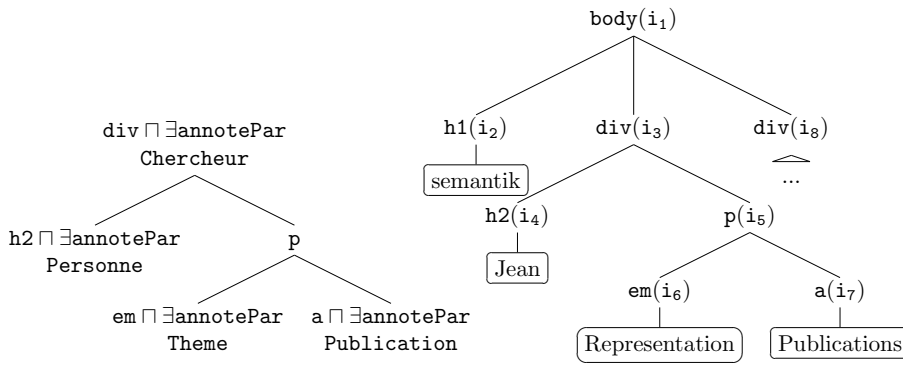 body(i₁)
h1(i₂)
div(i₃)
div(i₈)
semantik
...
h2(i₄)
p(i₅)
Jean
em(i₆)
a(i₇)
Representation
Publications
div ⊓ ∃annotePar
Chercheur
h2 ⊓ ∃annotePar
Personne
p
em ⊓ ∃annotePar
Theme
a ⊓ ∃annotePar
Publication